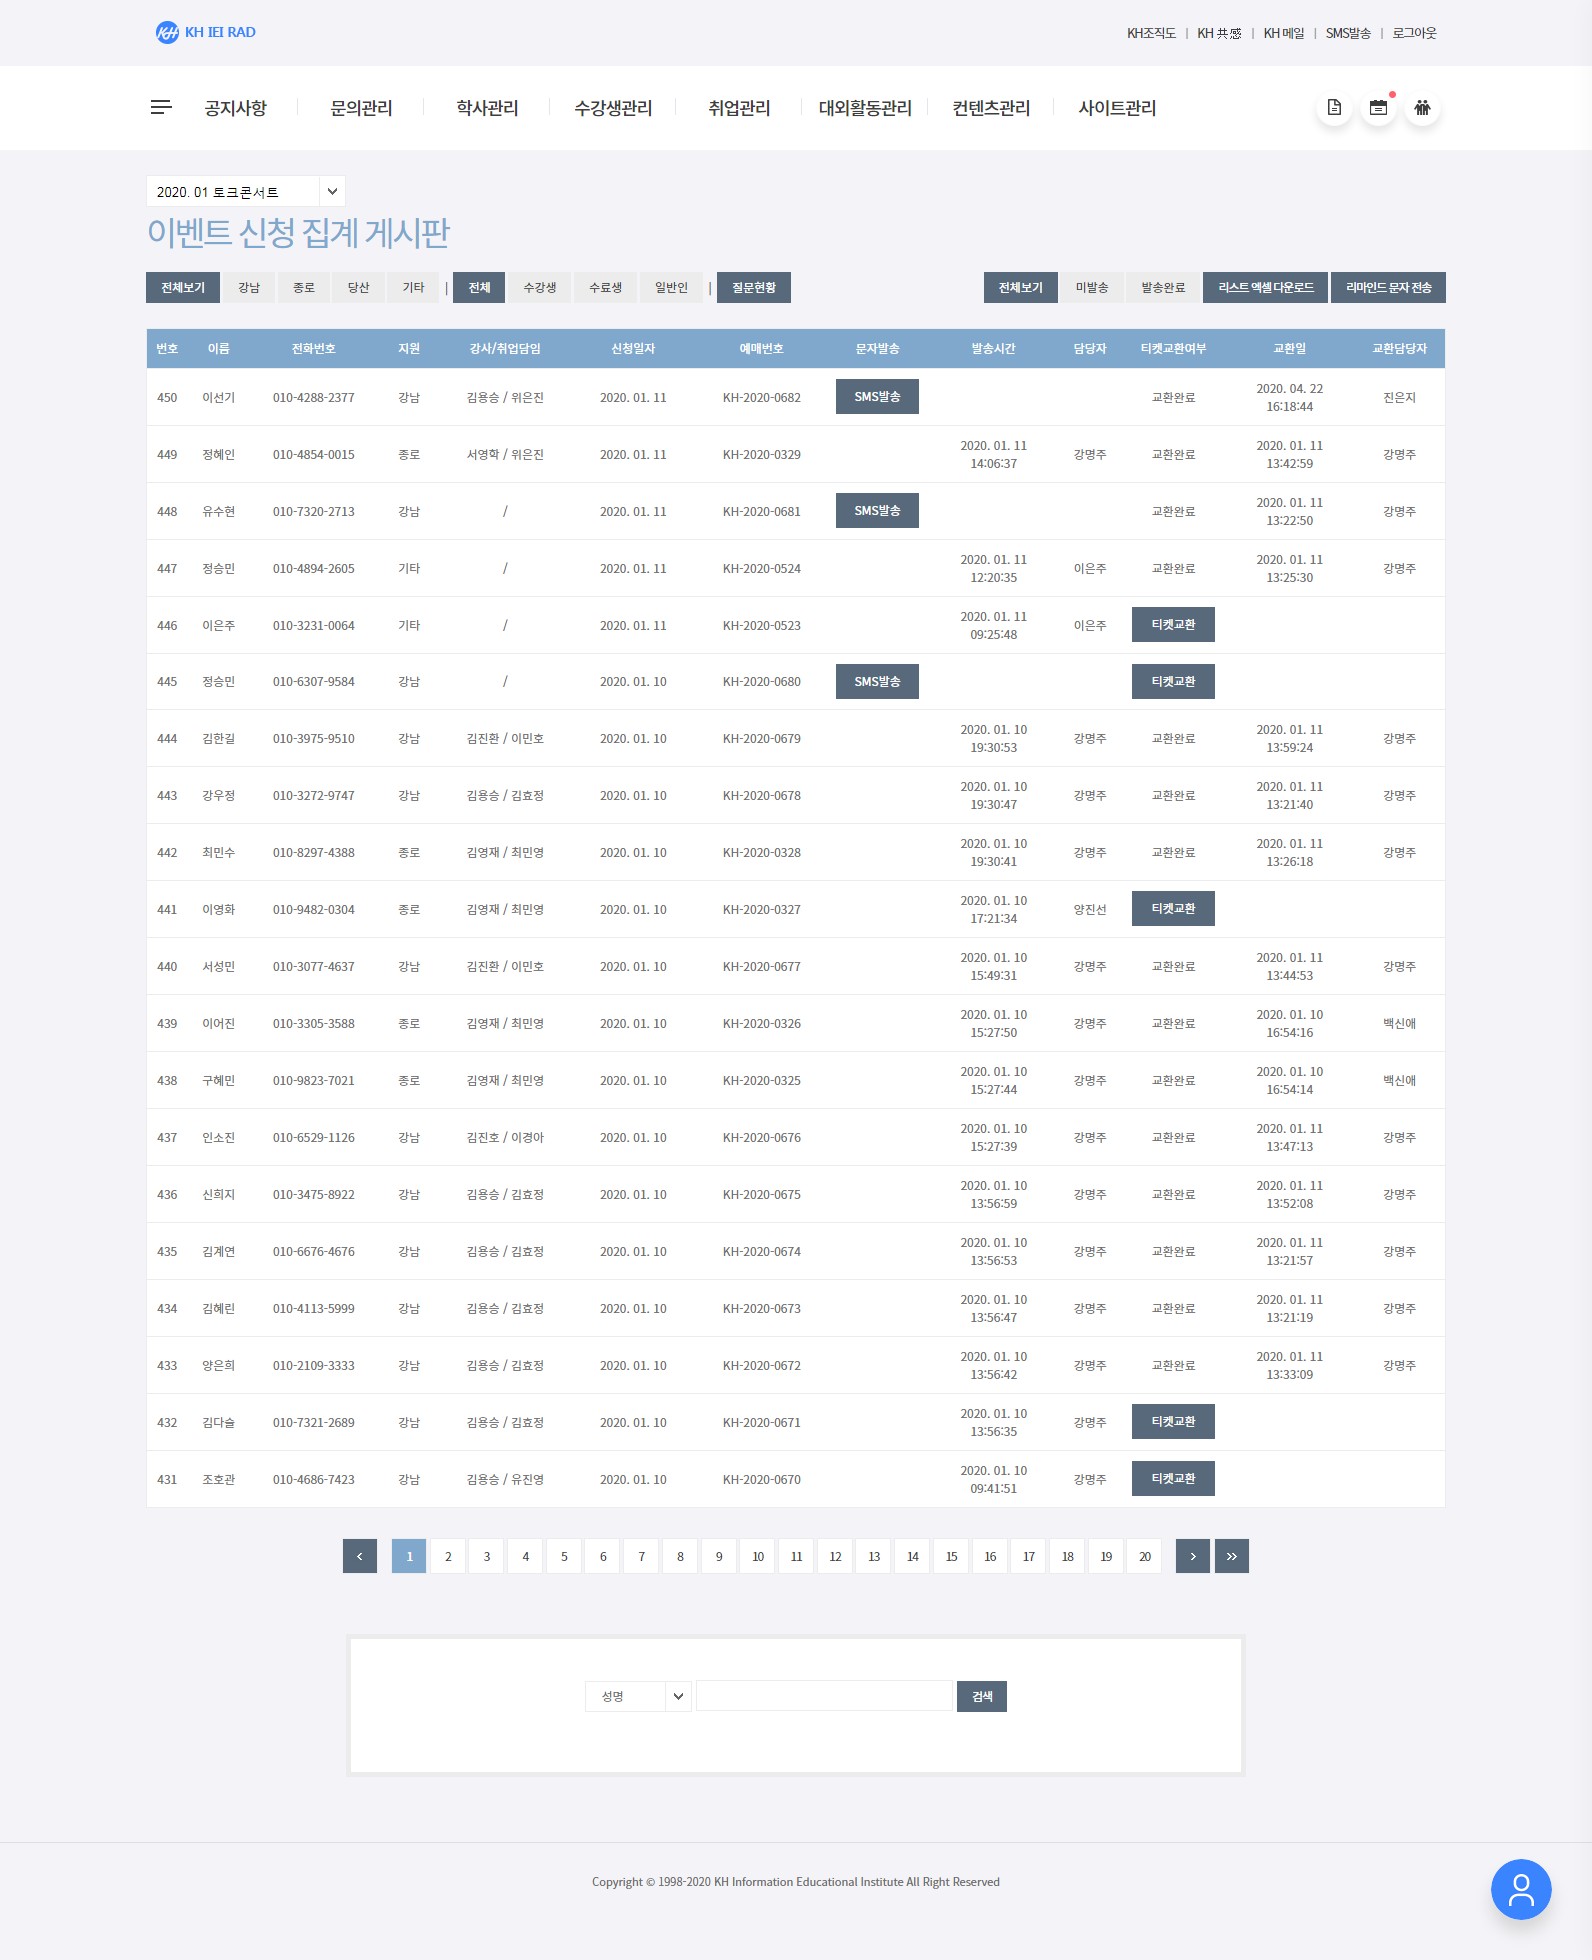 KH IEI RAD
KH조직도 | KH 共感 | KH 메일 | SMS발송 | 로그아웃
공지사항 문의관리 학사관리 수강생관리 취업관리 대외활동관리 컨텐츠관리 사이트관리
2020. 01 토크콘서트
이벤트 신청 집계 게시판
전체보기 강남 종로 당산 기타 | 전체 수강생 수료생 일반인 | 질문현황 전체보기 미발송 발송완료 리스트 엑셀 다운로드 리마인드 문자 전송
번호 이름 전화번호 지원 강사/취업담임 신청일자 예매번호 문자발송 발송시간 담당자 티켓교환여부 교환일 교환담당자
450 이선기 010-4288-2377 강남 김용승 / 위은진 2020. 01. 11 KH-2020-0682 SMS발송 교환완료 2020. 04. 22 16:18:44 진은지
449 정혜인 010-4854-0015 종로 서영학 / 위은진 2020. 01. 11 KH-2020-0329 2020. 01. 11 14:06:37 강명주 교환완료 2020. 01. 11 13:42:59 강명주
448 유수현 010-7320-2713 강남 / 2020. 01. 11 KH-2020-0681 SMS발송 교환완료 2020. 01. 11 13:22:50 강명주
447 정승민 010-4894-2605 기타 / 2020. 01. 11 KH-2020-0524 2020. 01. 11 12:20:35 이은주 교환완료 2020. 01. 11 13:25:30 강명주
446 이은주 010-3231-0064 기타 / 2020. 01. 11 KH-2020-0523 2020. 01. 11 09:25:48 이은주 티켓교환
445 정승민 010-6307-9584 강남 / 2020. 01. 10 KH-2020-0680 SMS발송 티켓교환
444 김한길 010-3975-9510 강남 김진환 / 이민호 2020. 01. 10 KH-2020-0679 2020. 01. 10 19:30:53 강명주 교환완료 2020. 01. 11 13:59:24 강명주
443 강우정 010-3272-9747 강남 김용승 / 김효정 2020. 01. 10 KH-2020-0678 2020. 01. 10 19:30:47 강명주 교환완료 2020. 01. 11 13:21:40 강명주
442 최민수 010-8297-4388 종로 김영재 / 최민영 2020. 01. 10 KH-2020-0328 2020. 01. 10 19:30:41 강명주 교환완료 2020. 01. 11 13:26:18 강명주
441 이영화 010-9482-0304 종로 김영재 / 최민영 2020. 01. 10 KH-2020-0327 2020. 01. 10 17:21:34 양진선 티켓교환
440 서성민 010-3077-4637 강남 김진환 / 이민호 2020. 01. 10 KH-2020-0677 2020. 01. 10 15:49:31 강명주 교환완료 2020. 01. 11 13:44:53 강명주
439 이어진 010-3305-3588 종로 김영재 / 최민영 2020. 01. 10 KH-2020-0326 2020. 01. 10 15:27:50 강명주 교환완료 2020. 01. 10 16:54:16 백신애
438 구혜민 010-9823-7021 종로 김영재 / 최민영 2020. 01. 10 KH-2020-0325 2020. 01. 10 15:27:44 강명주 교환완료 2020. 01. 10 16:54:14 백신애
437 인소진 010-6529-1126 강남 김진호 / 이경아 2020. 01. 10 KH-2020-0676 2020. 01. 10 15:27:39 강명주 교환완료 2020. 01. 11 13:47:13 강명주
436 신희지 010-3475-8922 강남 김용승 / 김효정 2020. 01. 10 KH-2020-0675 2020. 01. 10 13:56:59 강명주 교환완료 2020. 01. 11 13:52:08 강명주
435 김계연 010-6676-4676 강남 김용승 / 김효정 2020. 01. 10 KH-2020-0674 2020. 01. 10 13:56:53 강명주 교환완료 2020. 01. 11 13:21:57 강명주
434 김혜린 010-4113-5999 강남 김용승 / 김효정 2020. 01. 10 KH-2020-0673 2020. 01. 10 13:56:47 강명주 교환완료 2020. 01. 11 13:21:19 강명주
433 양은희 010-2109-3333 강남 김용승 / 김효정 2020. 01. 10 KH-2020-0672 2020. 01. 10 13:56:42 강명주 교환완료 2020. 01. 11 13:33:09 강명주
432 김다슬 010-7321-2689 강남 김용승 / 김효정 2020. 01. 10 KH-2020-0671 2020. 01. 10 13:56:35 강명주 티켓교환
431 조호관 010-4686-7423 강남 김용승 / 유진영 2020. 01. 10 KH-2020-0670 2020. 01. 10 09:41:51 강명주 티켓교환
1 2 3 4 5 6 7 8 9 10 11 12 13 14 15 16 17 18 19 20
성명 검색
Copyright © 1998-2020 KH Information Educational Institute All Right Reserved